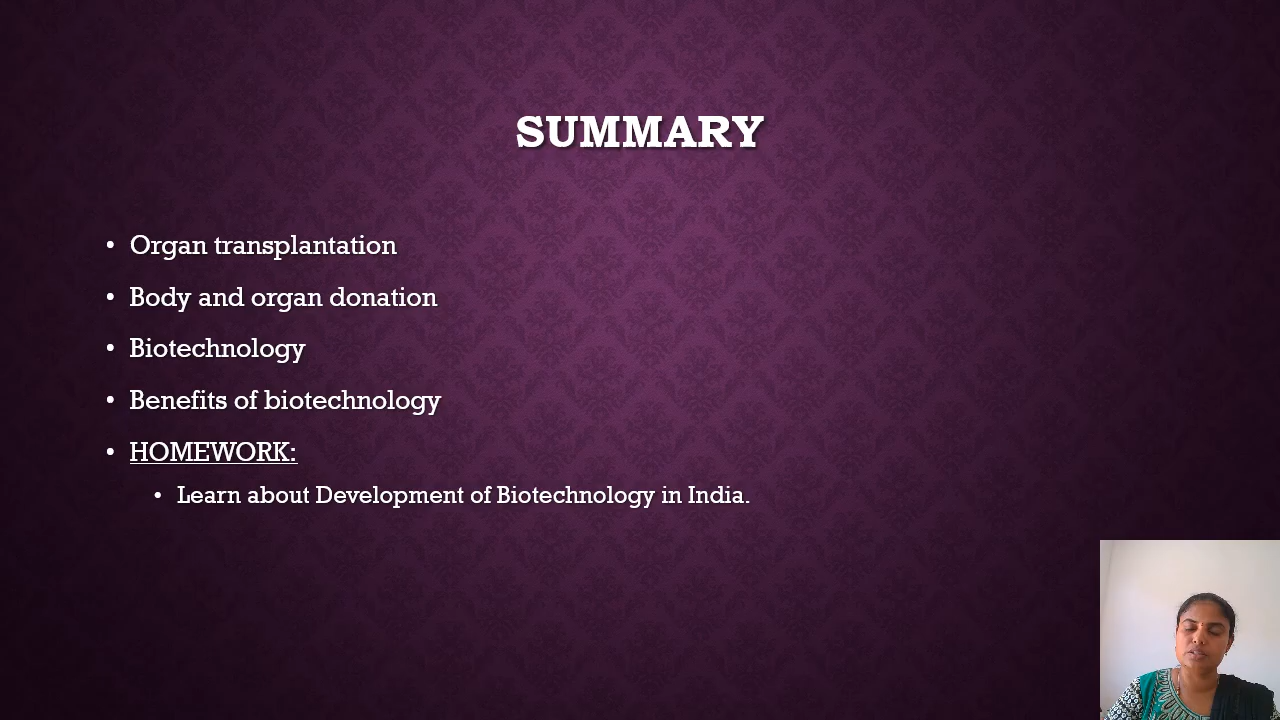 SUMMARY
• Organ transplantation
• Body and organ donation
• Biotechnology
• Benefits of biotechnology
• HOMEWORK:
• Learn about Development of Biotechnology in India.